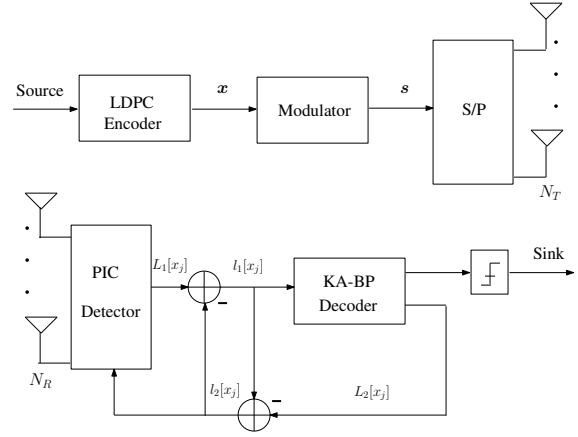 Source
LDPC
Encoder
x
Modulator
s
S/P
N_T
PIC
Detector
N_R
L_1[x_j]
l_1[x_j]
KA-BP
Decoder
Sink
l_2[x_j]
L_2[x_j]